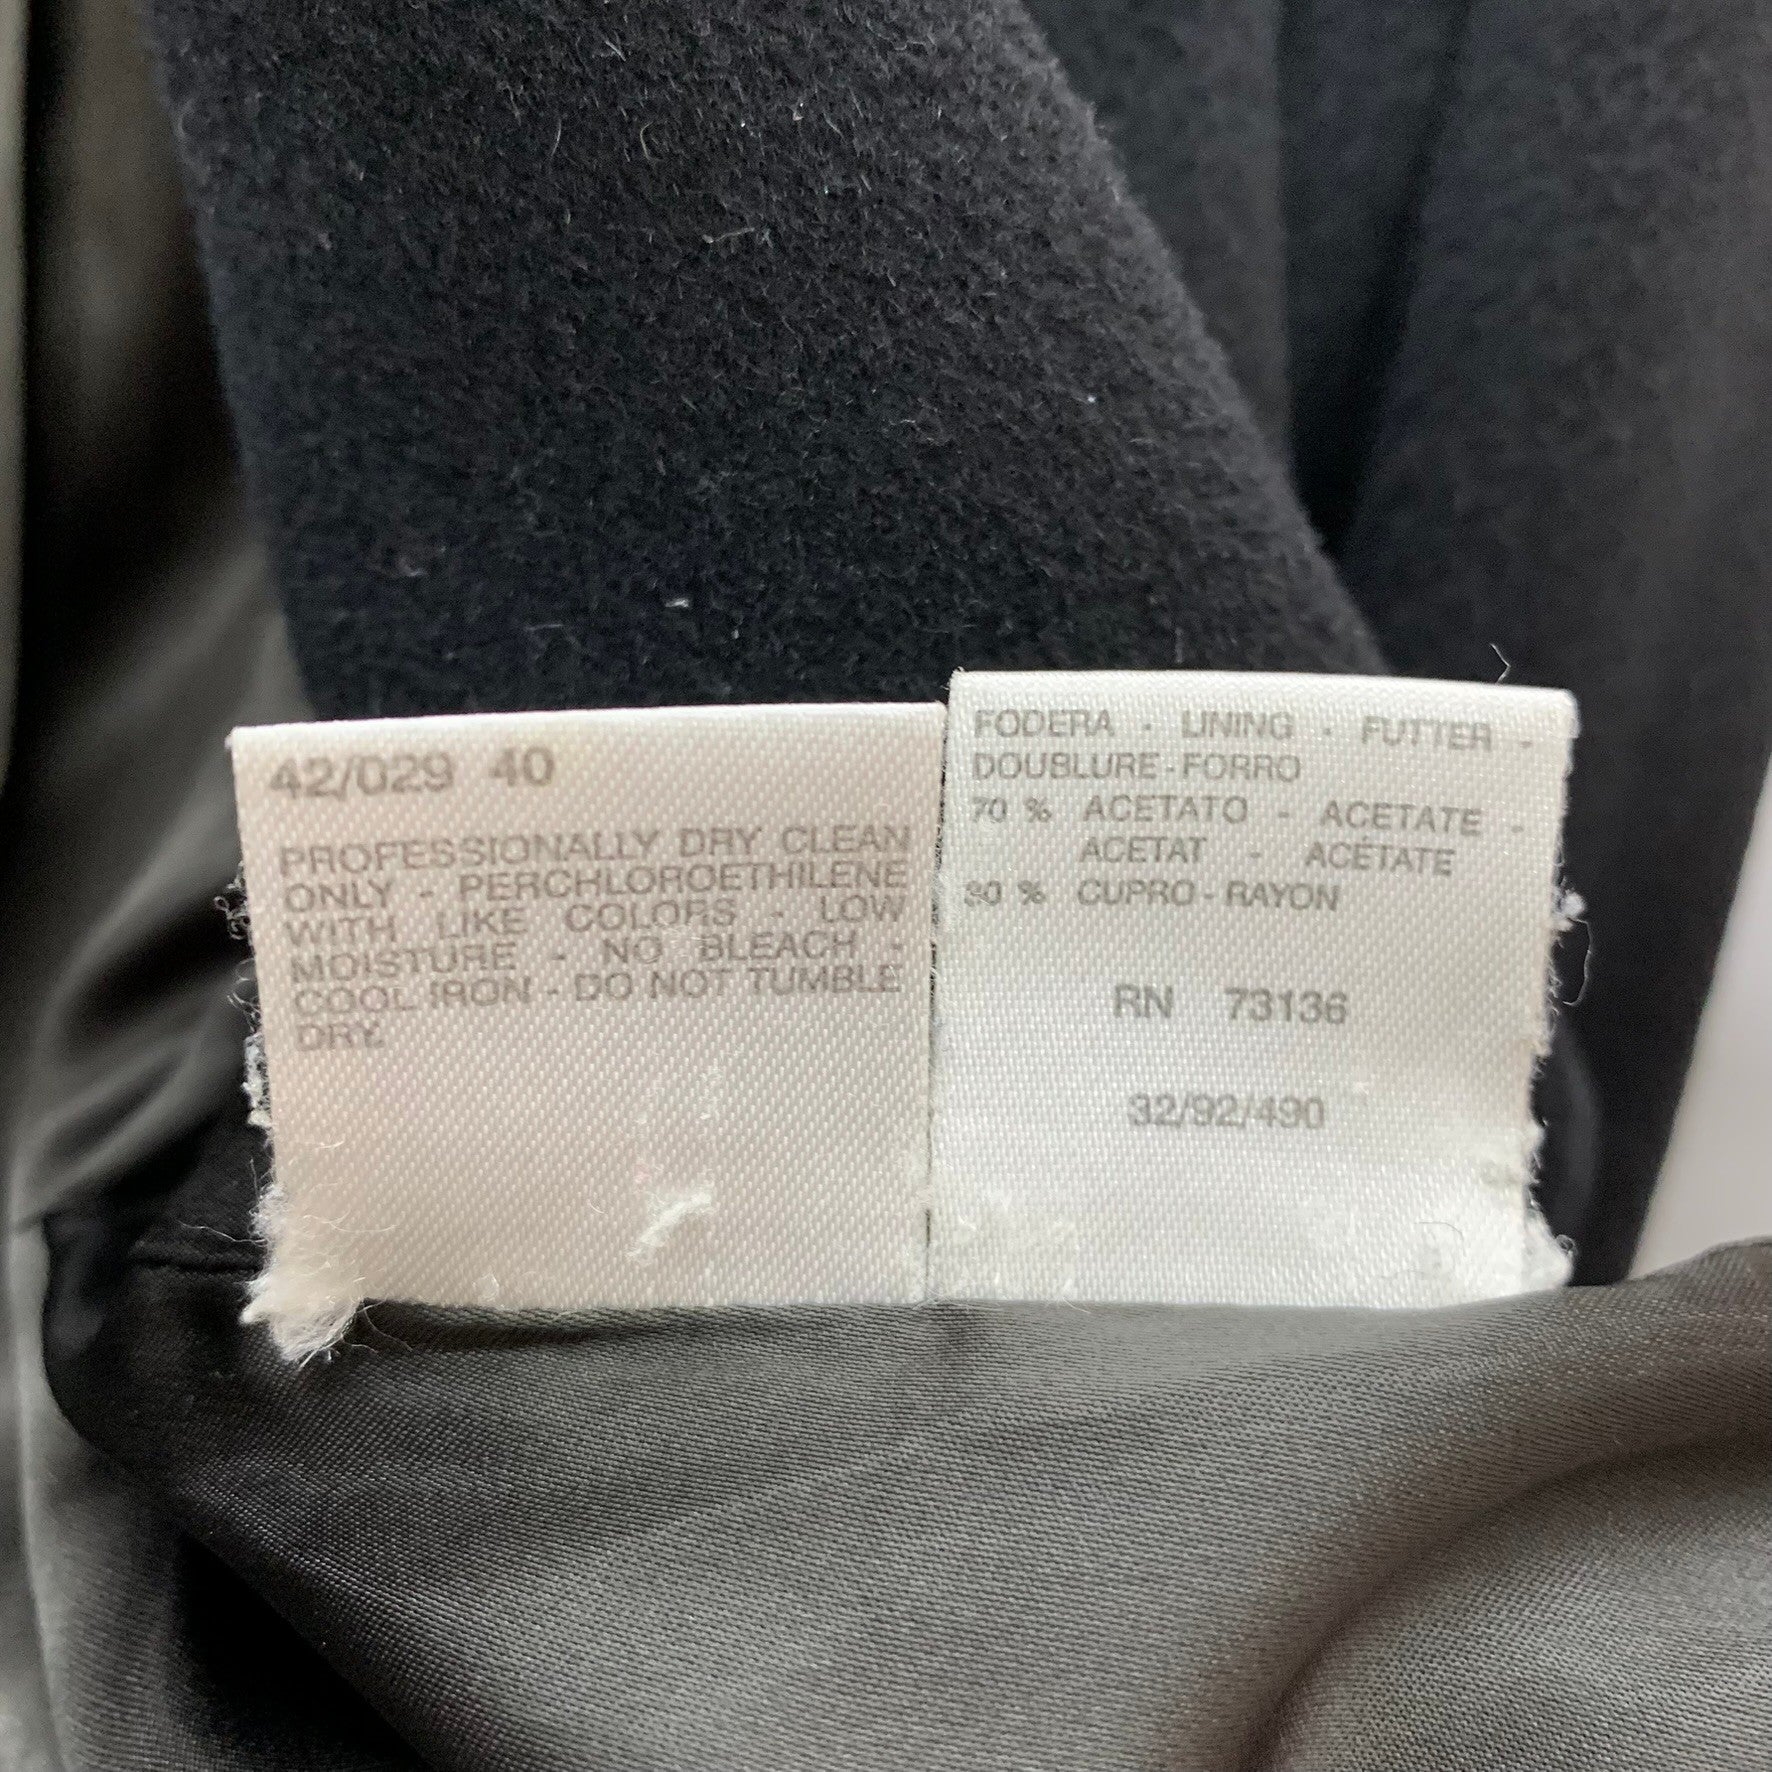 42/029 40
PROFESSIONALLY DRY CLEAN
ONLY - PERCHLOROETHILENE
WITH LIKE COLORS - LOW
MOISTURE - NO BLEACH -
COOL IRON - DO NOT TUMBLE
DRY.
FODERA - LINING - FUTTER -
DOUBLURE-FORRO
70 % ACETATO - ACETATE -
ACETAT - ACÉTATE
30 % CUPRO-RAYON
RN 73136
32/92/490